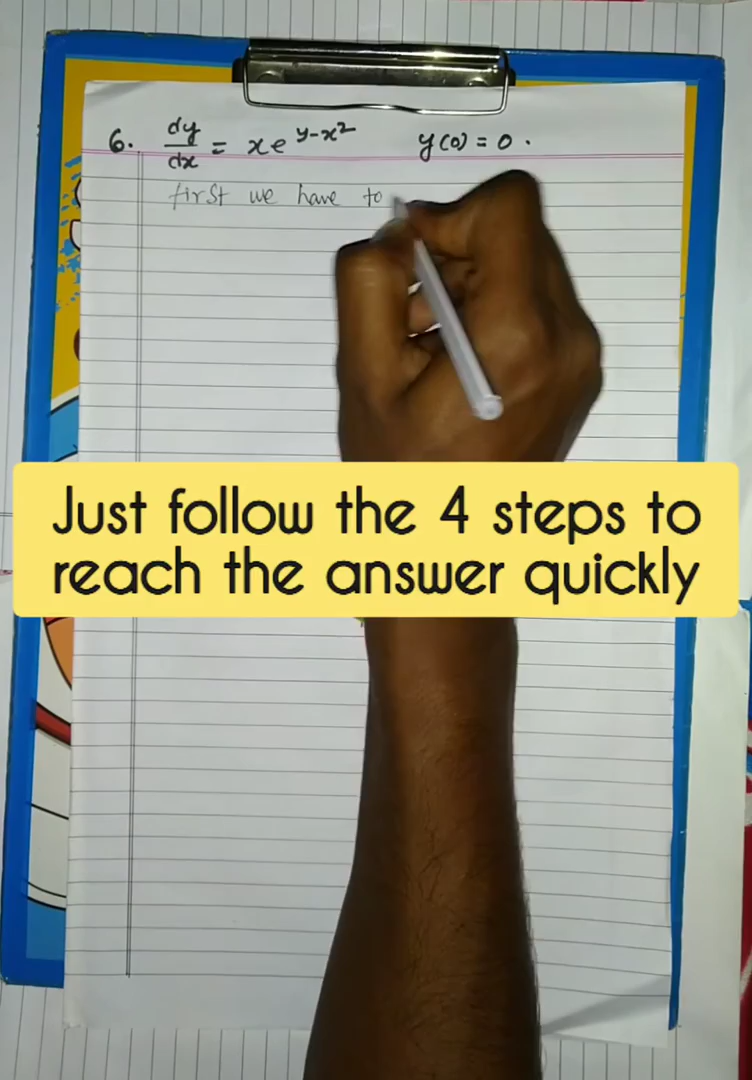 6. dy/dx = xe^{y-x^2} y(0) = 0 .
first we have to
Just follow the 4 steps to
reach the answer quickly